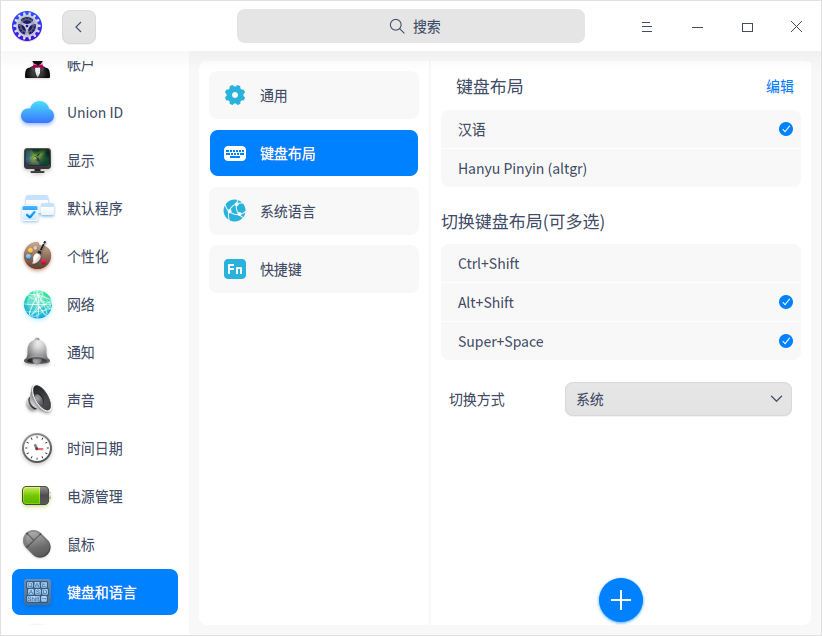 搜索
帐户
Union ID
显示
默认程序
个性化
网络
通知
声音
时间日期
电源管理
鼠标
键盘和语言
通用
键盘布局
系统语言
Fn
快捷键
键盘布局
编辑
汉语
Hanyu Pinyin (altgr)
切换键盘布局(可多选)
Ctrl+Shift
Alt+Shift
Super+Space
切换方式
系统